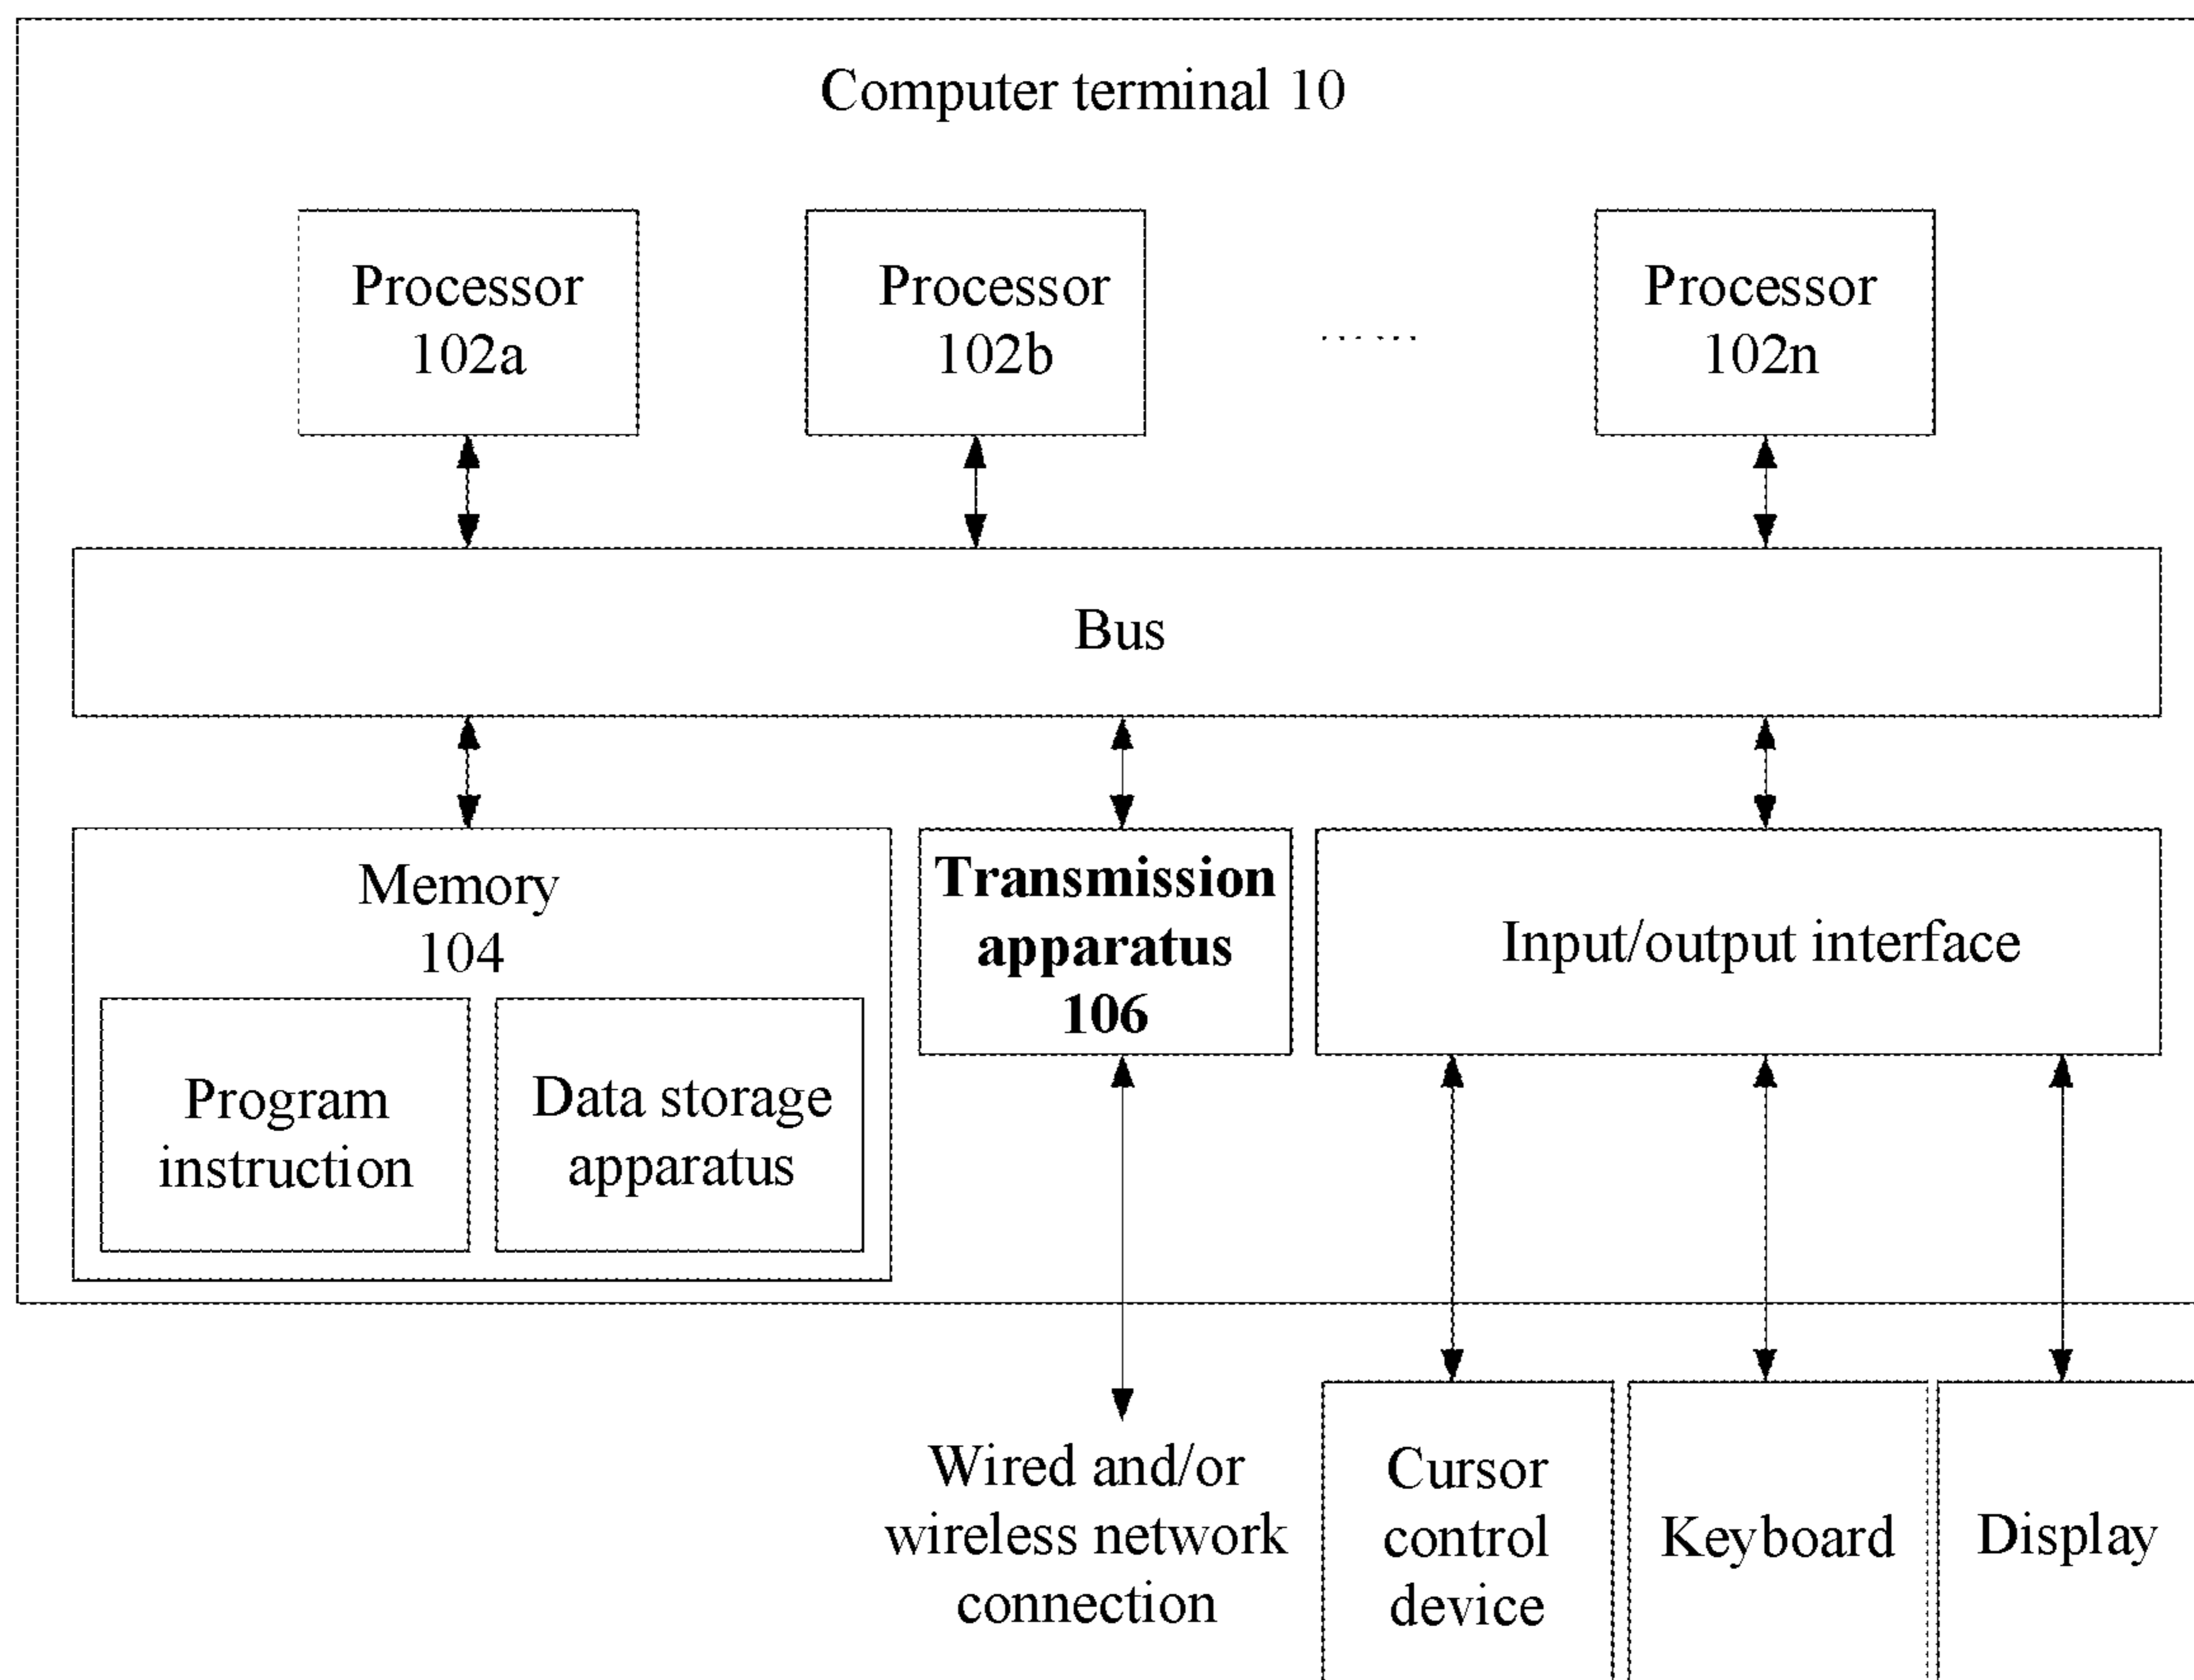 Computer terminal 10
Processor
102a
Processor
102b
......
Processor
102n
Bus
Memory
104
Program
instruction
Data storage
apparatus
Transmission
apparatus
106
Input/output interface
Wired and/or
wireless network
connection
Cursor
control
device
Keyboard
Display